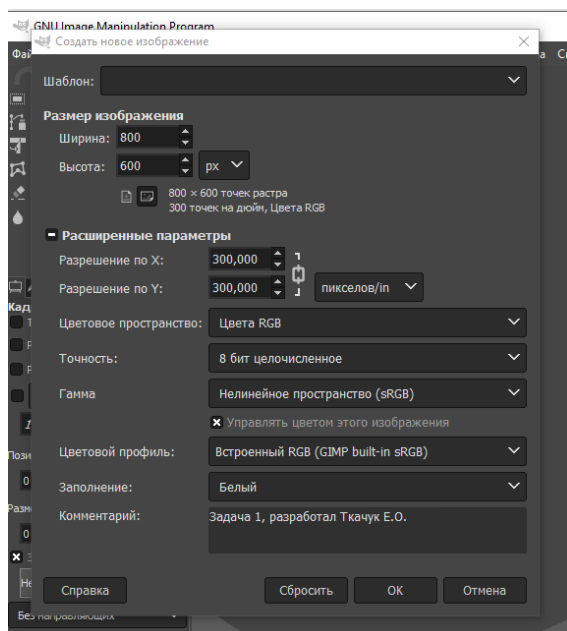 GNU Image Manipulation Program
Создать новое изображение
Шаблон:
Размер изображения
Ширина: 800
Высота: 600 px
800 × 600 точек растра
300 точек на дюйм, Цвета RGB
Расширенные параметры
Разрешение по X: 300,000
Разрешение по Y: 300,000 пикселов/in
Цветовое пространство: Цвета RGB
Точность: 8 бит целочисленное
Гамма Нелинейное пространство (sRGB)
Управлять цветом этого изображения
Цветовой профиль: Встроенный RGB (GIMP built-in sRGB)
Заполнение: Белый
Комментарий: Задача 1, разработал Ткачук Е.О.
Справка Сбросить ОК Отмена
Без направляющих